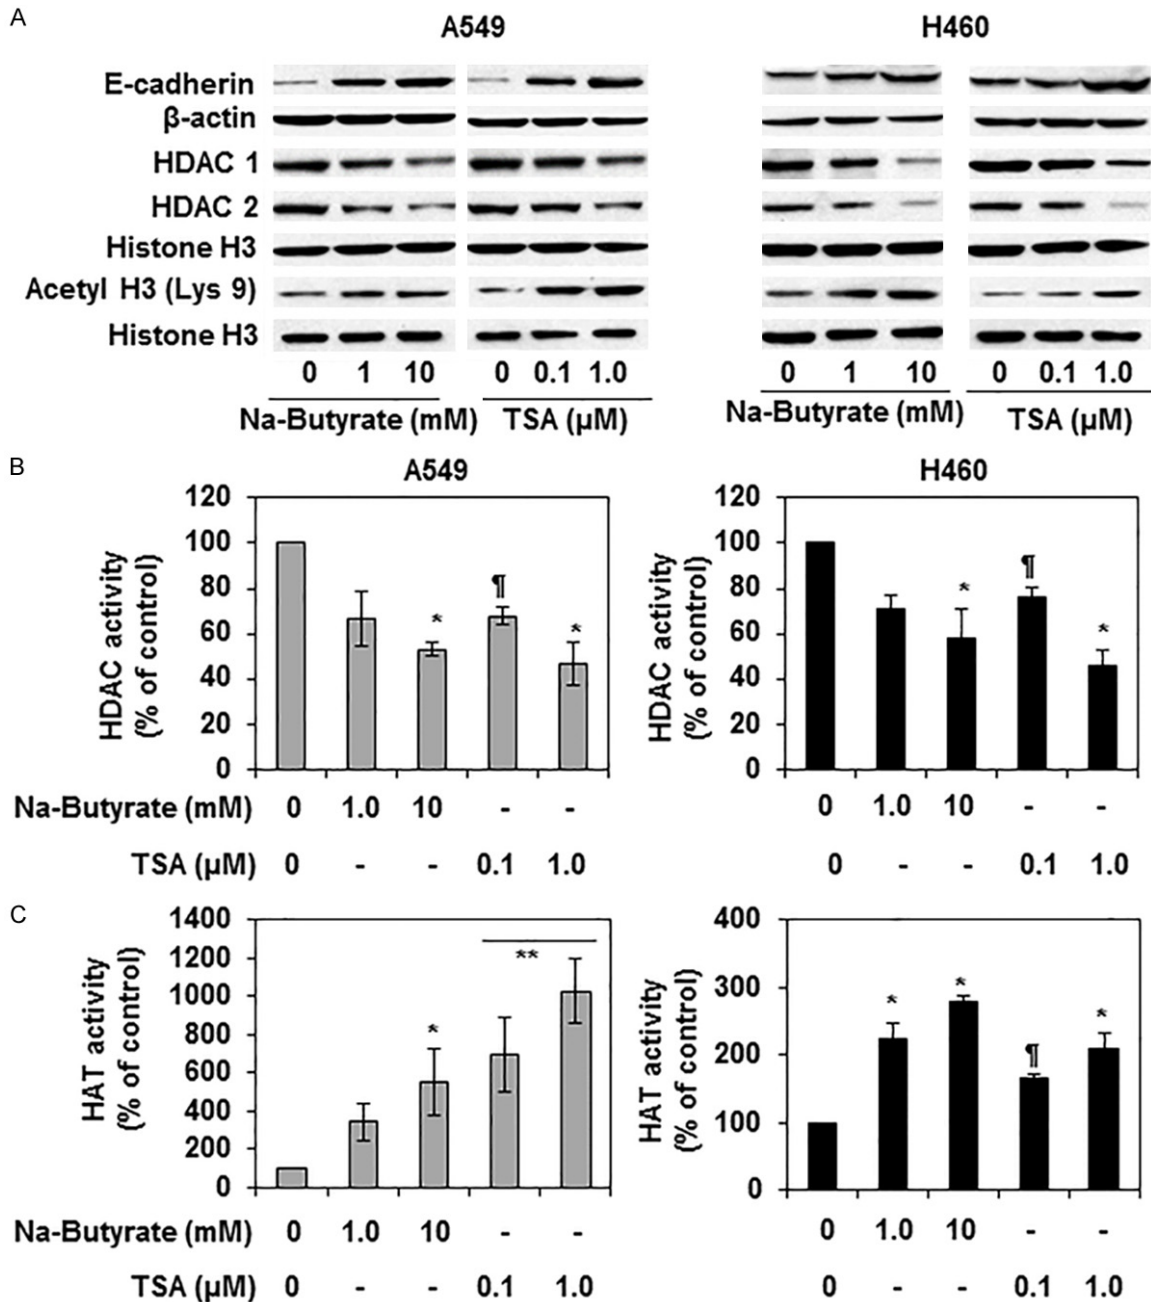 A
A549 H460
E-cadherin
β-actin
HDAC 1
HDAC 2
Histone H3
Acetyl H3 (Lys 9)
Histone H3
0 1 10 0 0.1 1.0 0 1 10 0 0.1 1.0
Na-Butyrate (mM) TSA (μM) Na-Butyrate (mM) TSA (μM)
B
A549 H460
HDAC activity
(% of control)
120
100
80
60
40
20
0
* ¶ *
HDAC activity
(% of control)
120
100
80
60
40
20
0
* ¶ *
Na-Butyrate (mM) 0 1.0 10 - - 0 1.0 10 - -
TSA (μM) 0 - - 0.1 1.0 0 - - 0.1 1.0
C
HAT activity
(% of control)
1400
1200
1000
800
600
400
200
0
* **
HAT activity
(% of control)
400
300
200
100
0
* * ¶ *
Na-Butyrate (mM) 0 1.0 10 - - 0 1.0 10 - -
TSA (μM) 0 - - 0.1 1.0 0 - - 0.1 1.0